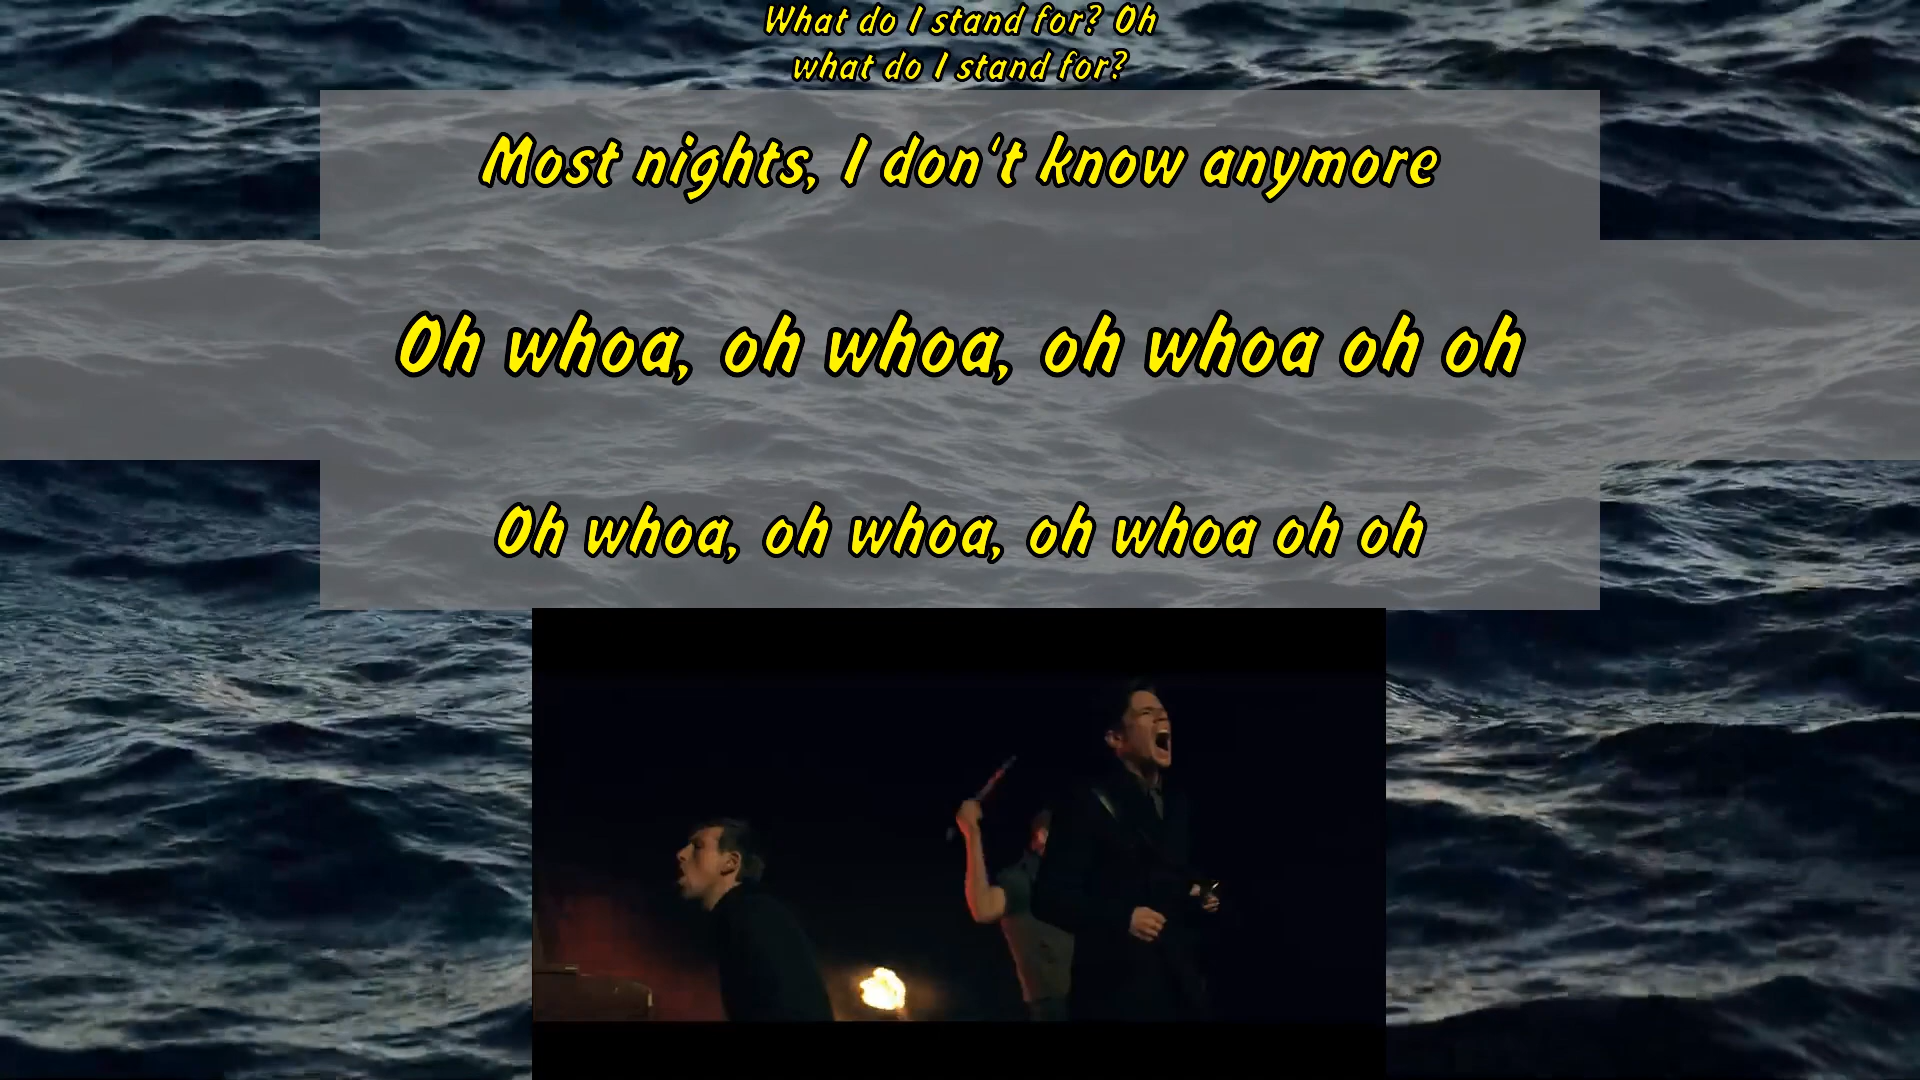 What do I stand for? Oh
what do I stand for?
Most nights, I don't know anymore
Oh whoa, oh whoa, oh whoa oh oh
Oh whoa, oh whoa, oh whoa oh oh